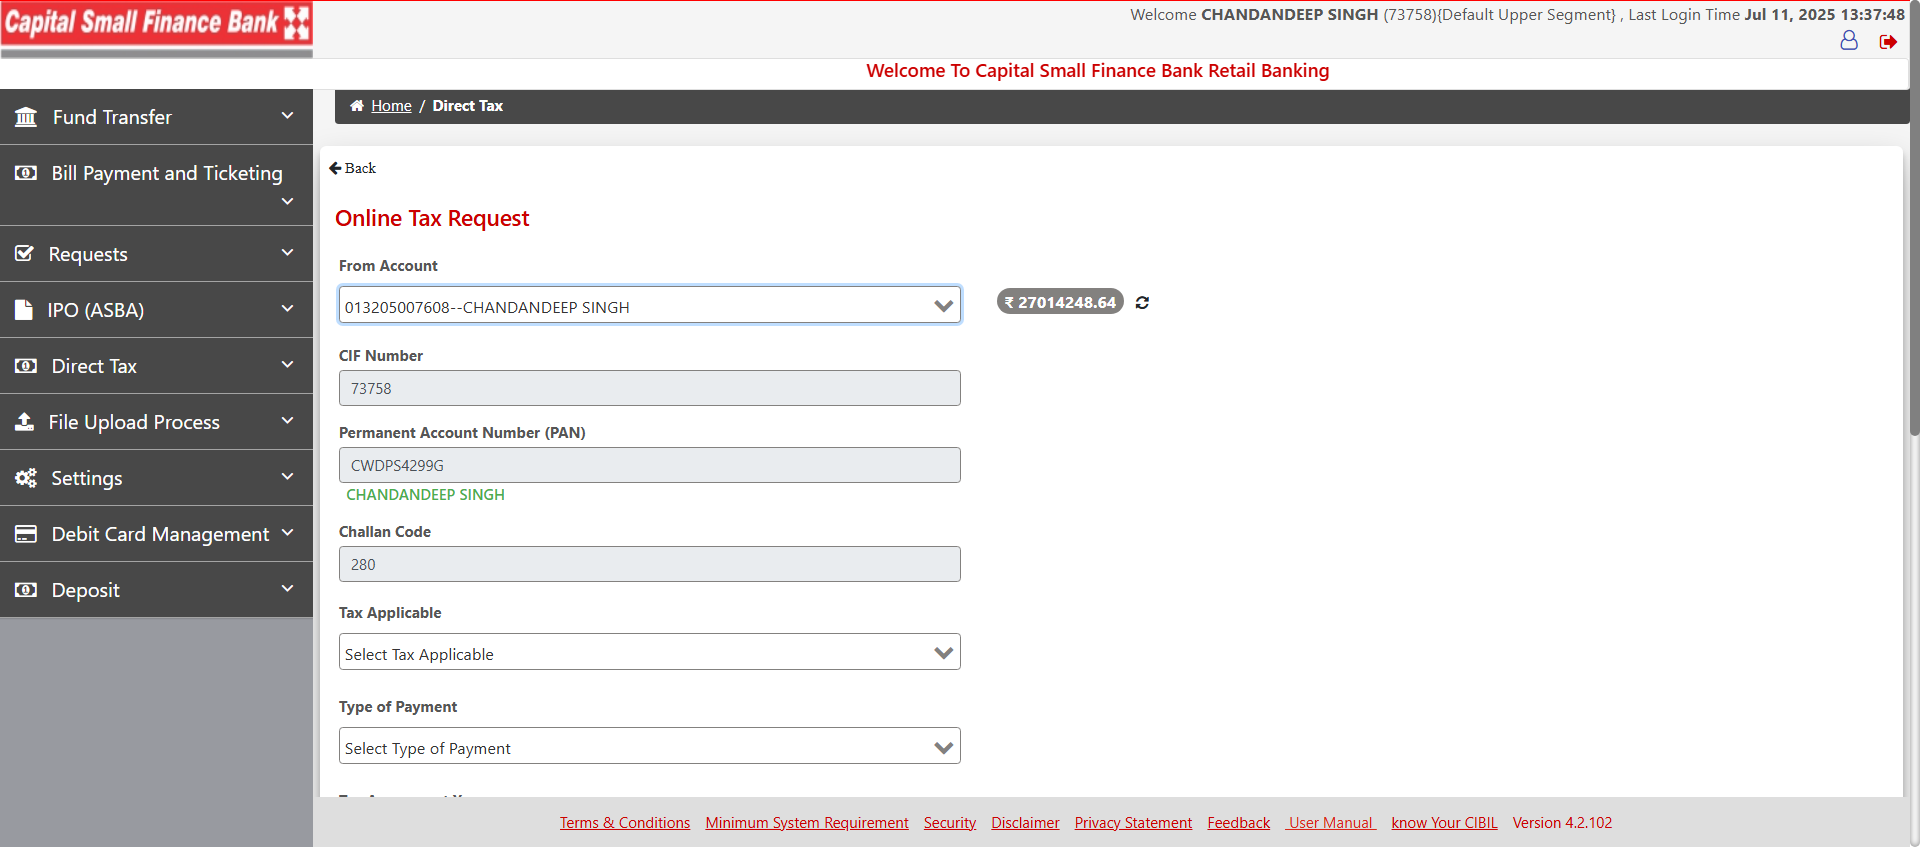 Capital Small Finance Bank
Welcome CHANDANDEEP SINGH (73758){Default Upper Segment} , Last Login Time Jul 11, 2025 13:37:48
Welcome To Capital Small Finance Bank Retail Banking
Fund Transfer
Bill Payment and Ticketing
Requests
IPO (ASBA)
Direct Tax
File Upload Process
Settings
Debit Card Management
Deposit
Home / Direct Tax
Back
Online Tax Request
From Account
013205007608--CHANDANDEEP SINGH
₹ 27014248.64
CIF Number
73758
Permanent Account Number (PAN)
CWDPS4299G
CHANDANDEEP SINGH
Challan Code
280
Tax Applicable
Select Tax Applicable
Type of Payment
Select Type of Payment
Terms & Conditions Minimum System Requirement Security Disclaimer Privacy Statement Feedback User Manual know Your CIBIL Version 4.2.102